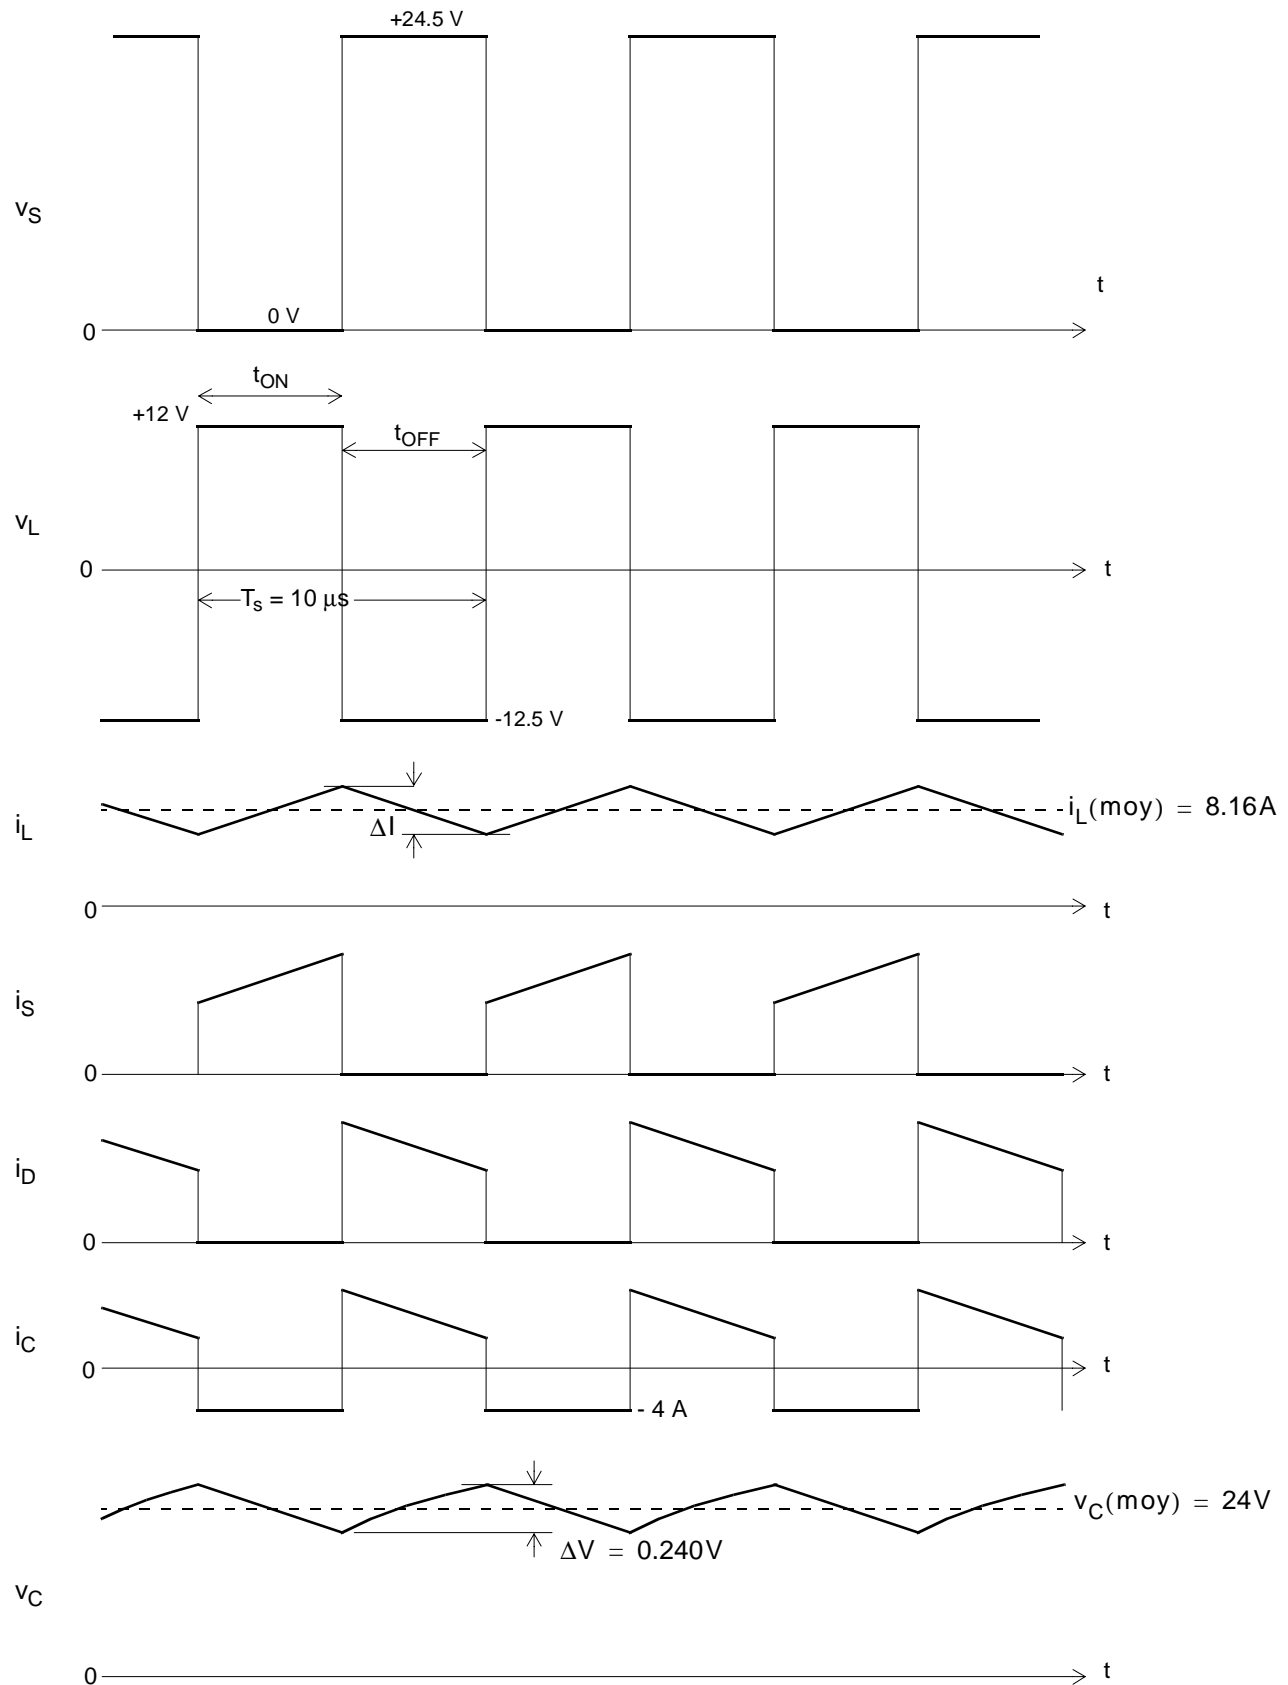 +24.5 V
vS
0 V
t
0
tON
+12 V
tOFF
vL
0
t
Ts = 10 μs
-12.5 V
iL(moy) = 8.16A
iL
ΔI
0
t
iS
0
t
iD
0
t
iC
0
t
- 4 A
vC(moy) = 24V
ΔV = 0.240V
vC
0
t